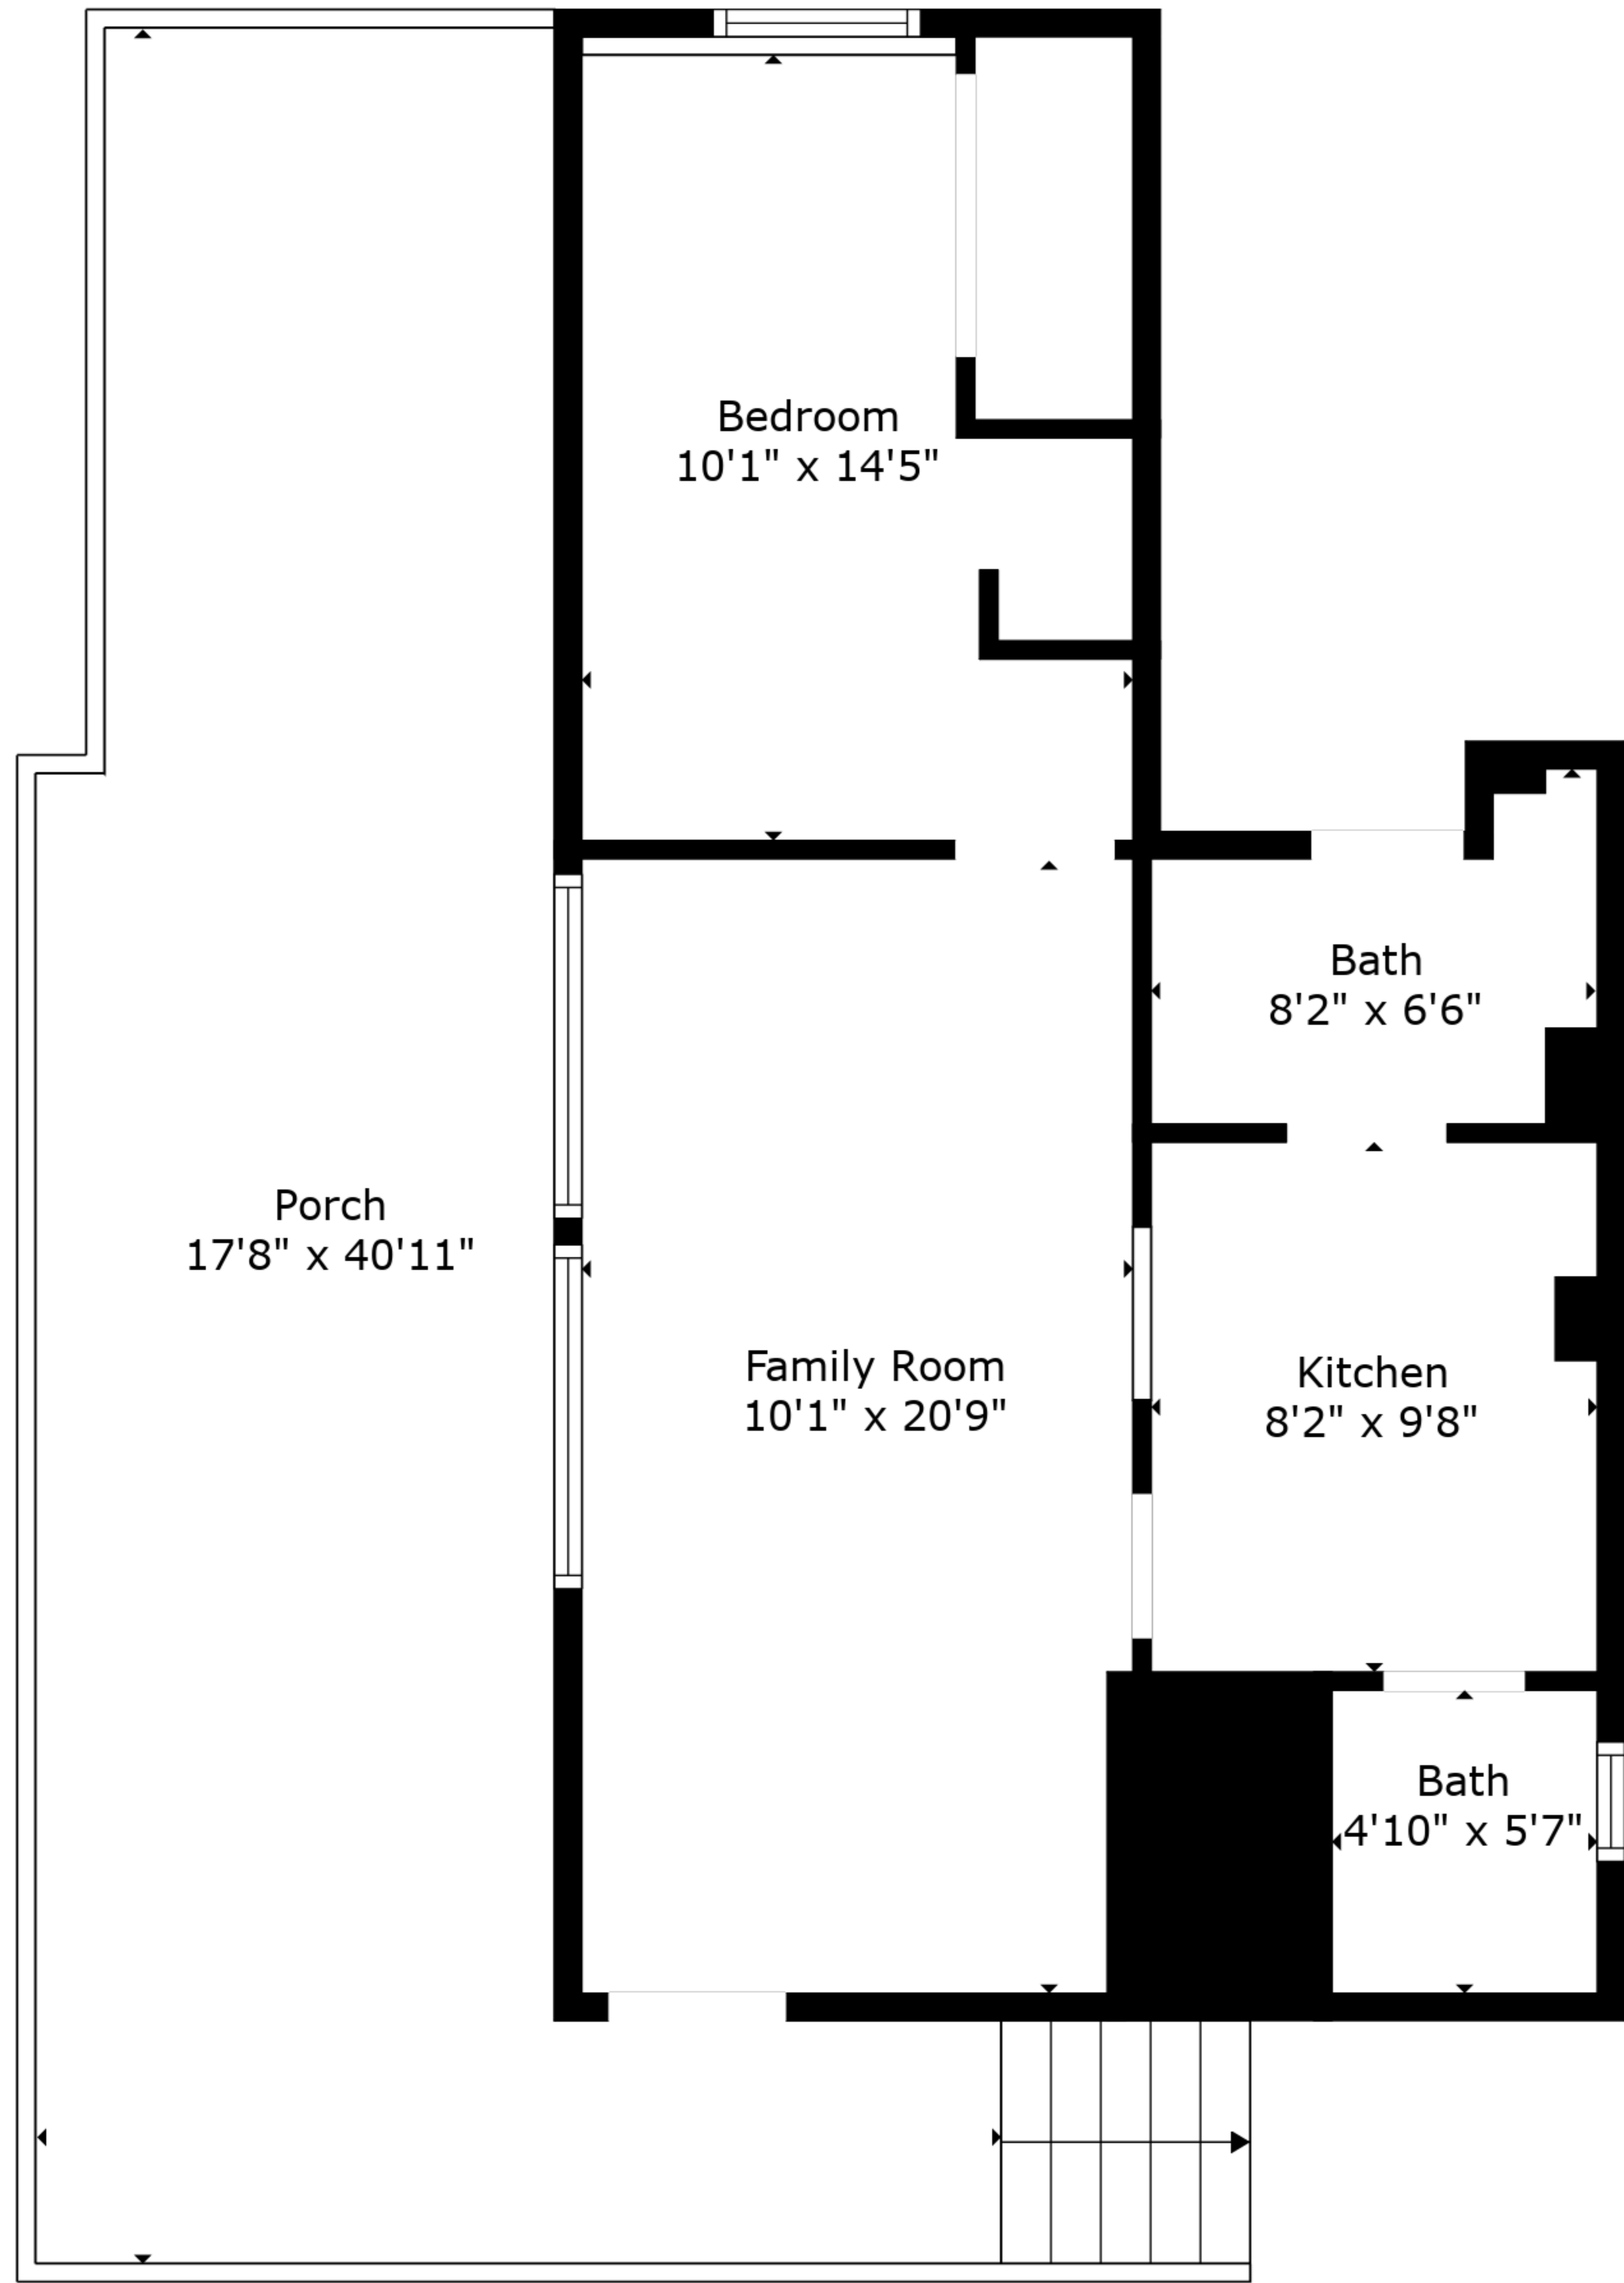 Bedroom
10'1" x 14'5"
Bath
8'2" x 6'6"
Porch
17'8" x 40'11"
Family Room
10'1" x 20'9"
Kitchen
8'2" x 9'8"
Bath
4'10" x 5'7"